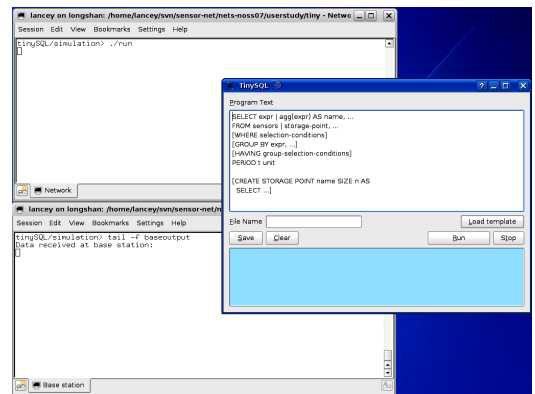 lancey on longshan: /home/lancey/svn/sensor-net/nets-noss07/userstudy/tiny - Netwo
Session Edit View Bookmarks Settings Help
tinySQL/simulation> ./run
Network
TinySQL
Program Text
SELECT expr | agg(expr) AS name, ...
FROM sensors | storage-point, ...
[WHERE selection-conditions]
[GROUP BY expr, ...]
[HAVING group-selection-conditions]
PERIOD t unit
[CREATE STORAGE POINT name SIZE n AS
SELECT ...]
File Name
Load template
Save Clear Run Stop
lancey on longshan: /home/lancey/svn/sensor-net/n
Session Edit View Bookmarks Settings Help
tinySQL/simulation> tail -f baseoutput
Data received at base station:
Base station